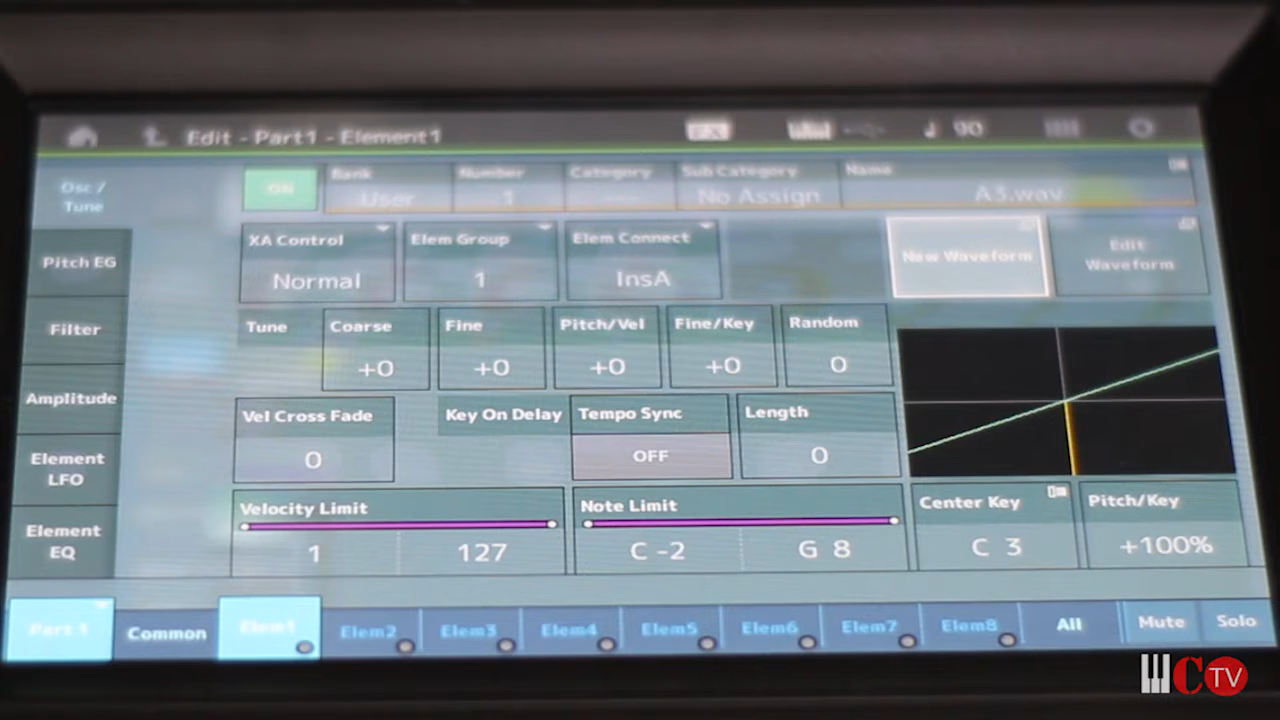 Edit - Part1 - Element1
EX
90
Osc /
Tune
ON
Bank
User
Number
1
Category
---
Sub Category
No Assign
Name
A3.wav
Pitch EG
Filter
Amplitude
Element
LFO
Element
EQ
XA Control
Normal
Elem Group
1
Elem Connect
InsA
New Waveform
Edit
Waveform
Tune
Coarse
+0
Fine
+0
Pitch/Vel
+0
Fine/Key
+0
Random
0
Vel Cross Fade
0
Key On Delay
Tempo Sync
OFF
Length
0
Velocity Limit
1
127
Note Limit
C -2
G 8
Center Key
C 3
Pitch/Key
+100%
Part 1
Common
Elem1
Elem2
Elem3
Elem4
Elem5
Elem6
Elem7
Elem8
All
Mute
Solo
C TV